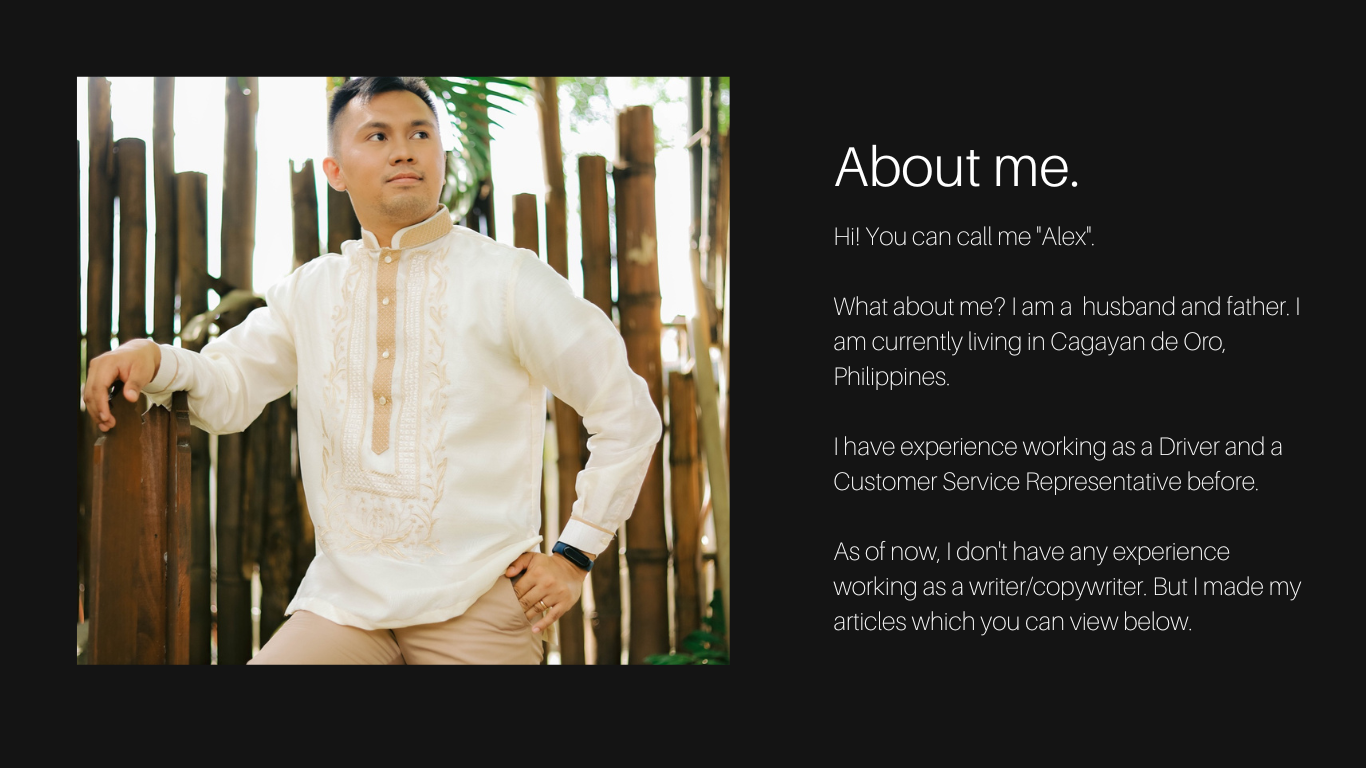 About me.
Hi! You can call me "Alex".
What about me? I am a  husband and father. I
am currently living in Cagayan de Oro,
Philippines.
I have experience working as a Driver and a
Customer Service Representative before.
As of now, I don't have any experience
working as a writer/copywriter. But I made my
articles which you can view below.